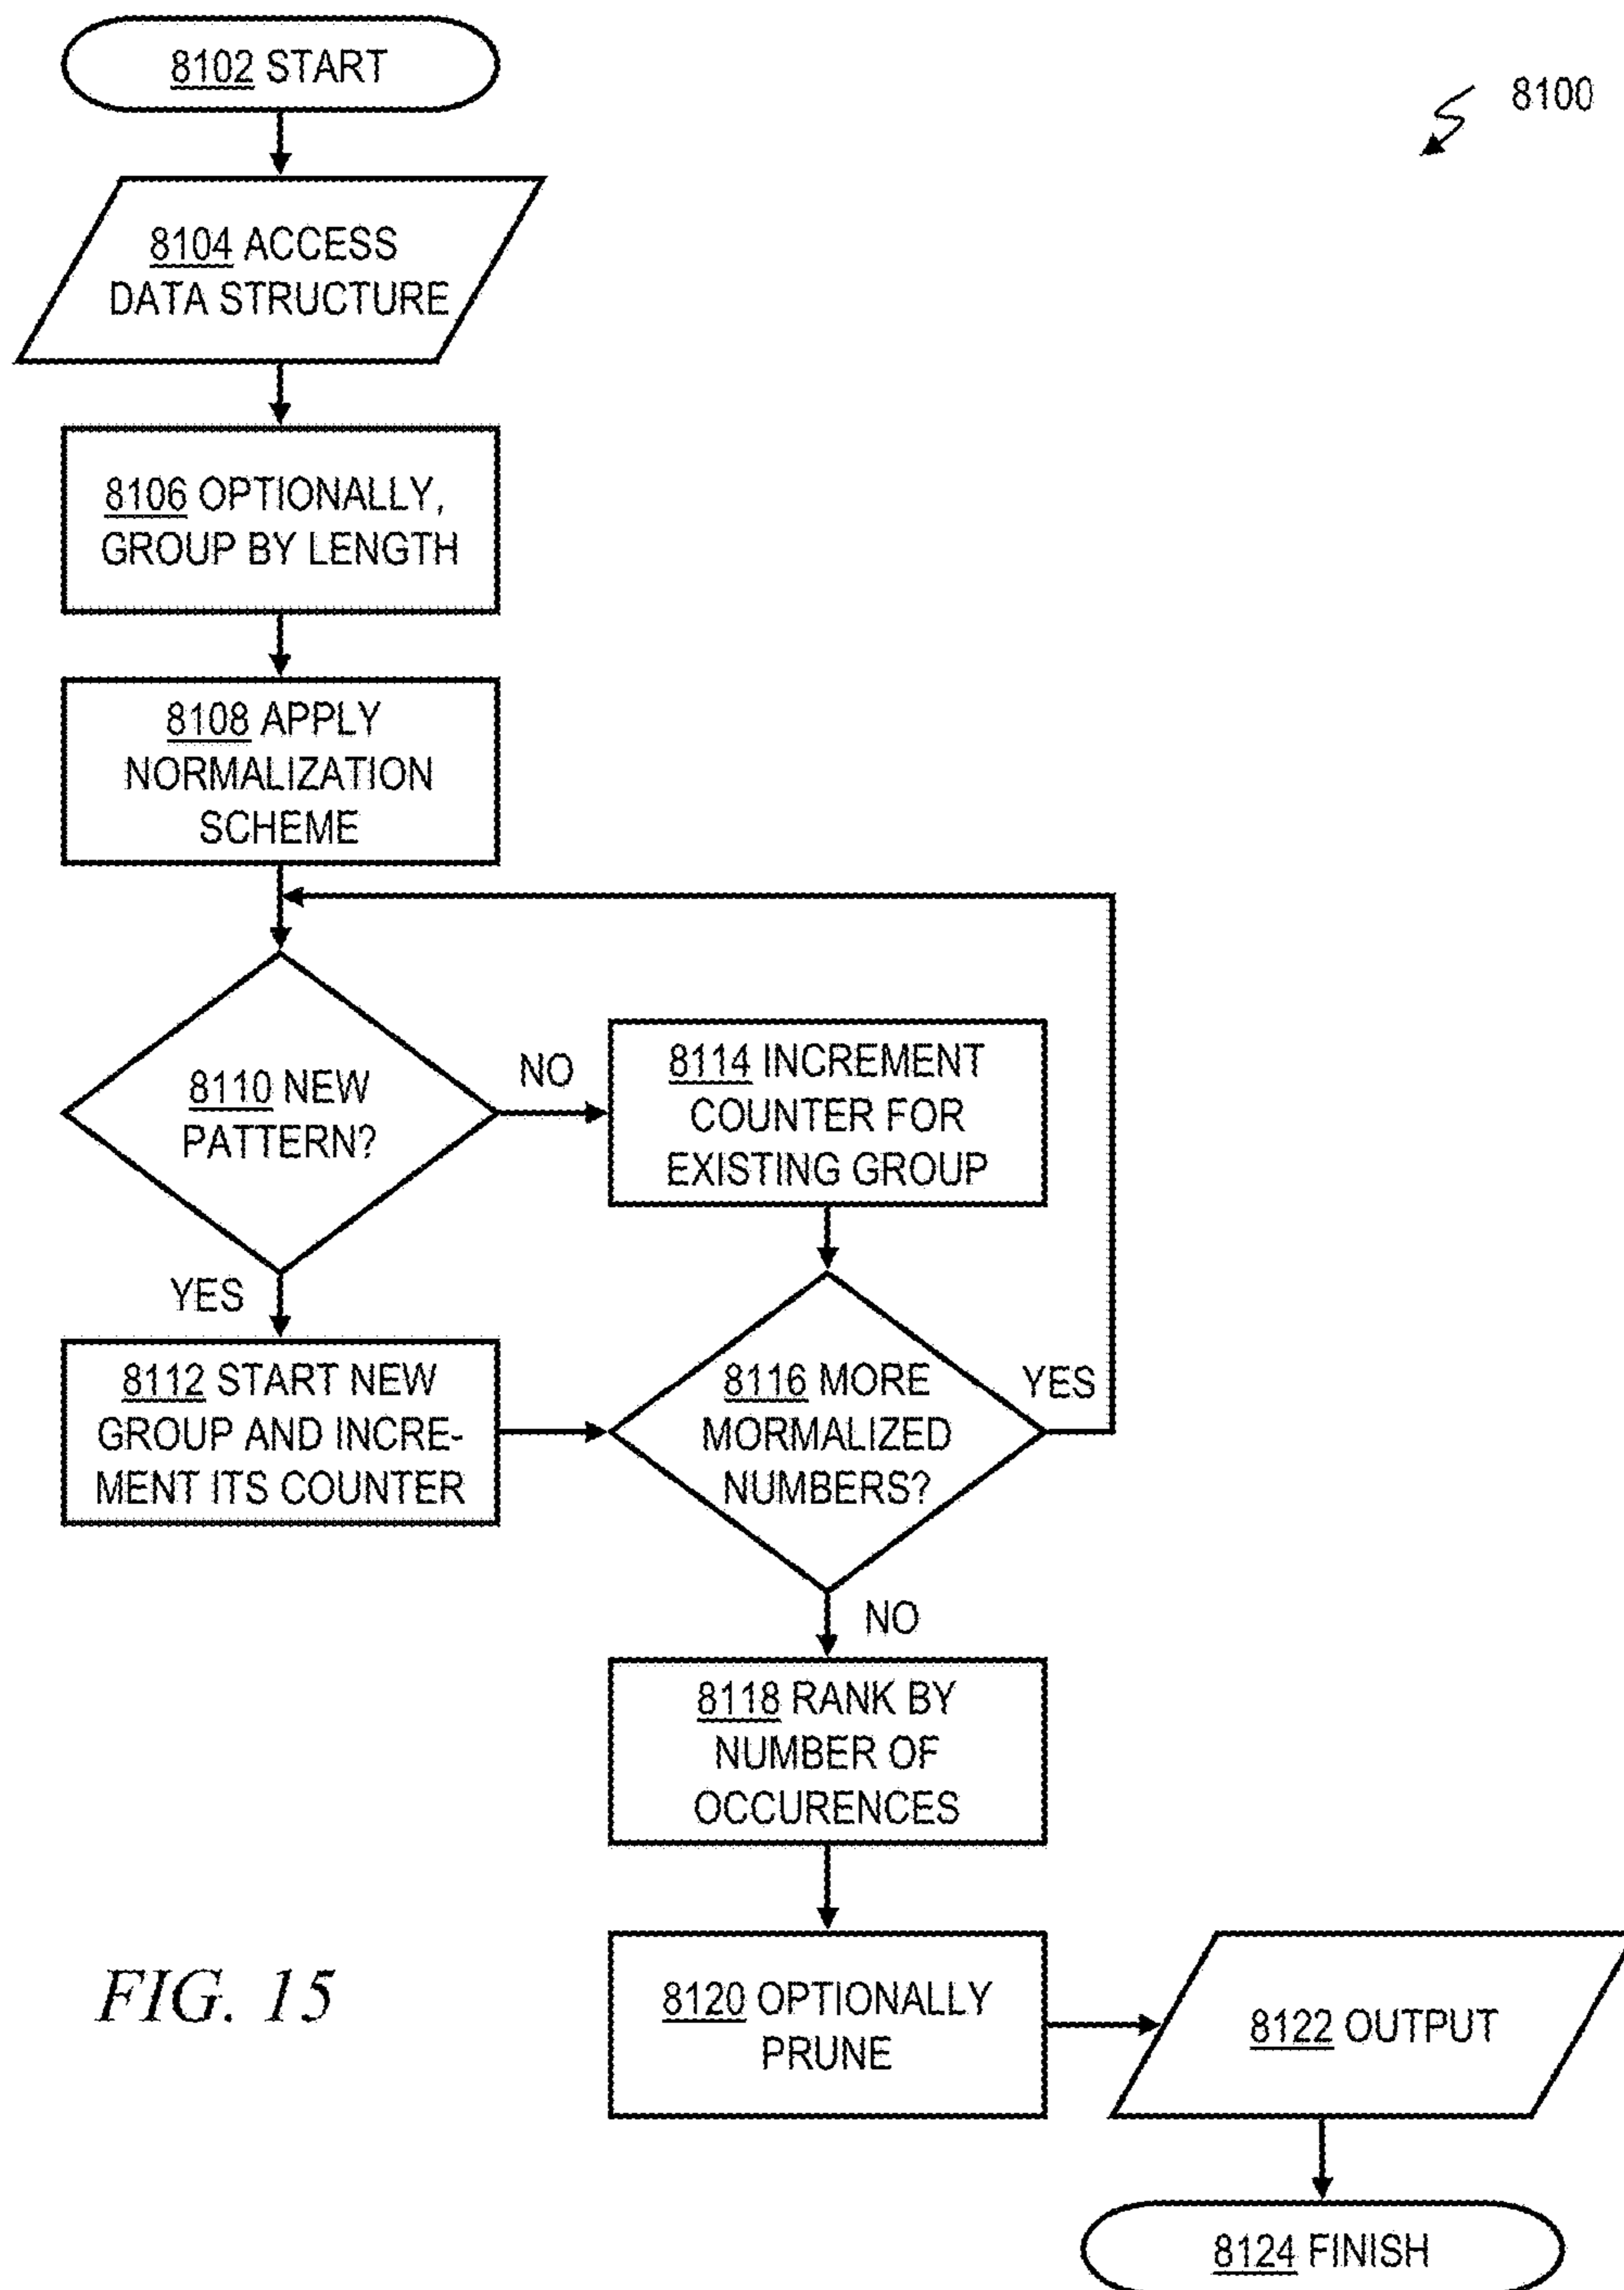 8102 START
8100
8104 ACCESS
DATA STRUCTURE
8106 OPTIONALLY,
GROUP BY LENGTH
8108 APPLY
NORMALIZATION
SCHEME
8110 NEW
PATTERN?
NO
8114 INCREMENT
COUNTER FOR
EXISTING GROUP
YES
8112 START NEW
GROUP AND INCRE-
MENT ITS COUNTER
8116 MORE
MORMALIZED
NUMBERS?
YES
NO
8118 RANK BY
NUMBER OF
OCCURENCES
8120 OPTIONALLY
PRUNE
8122 OUTPUT
8124 FINISH
FIG. 15